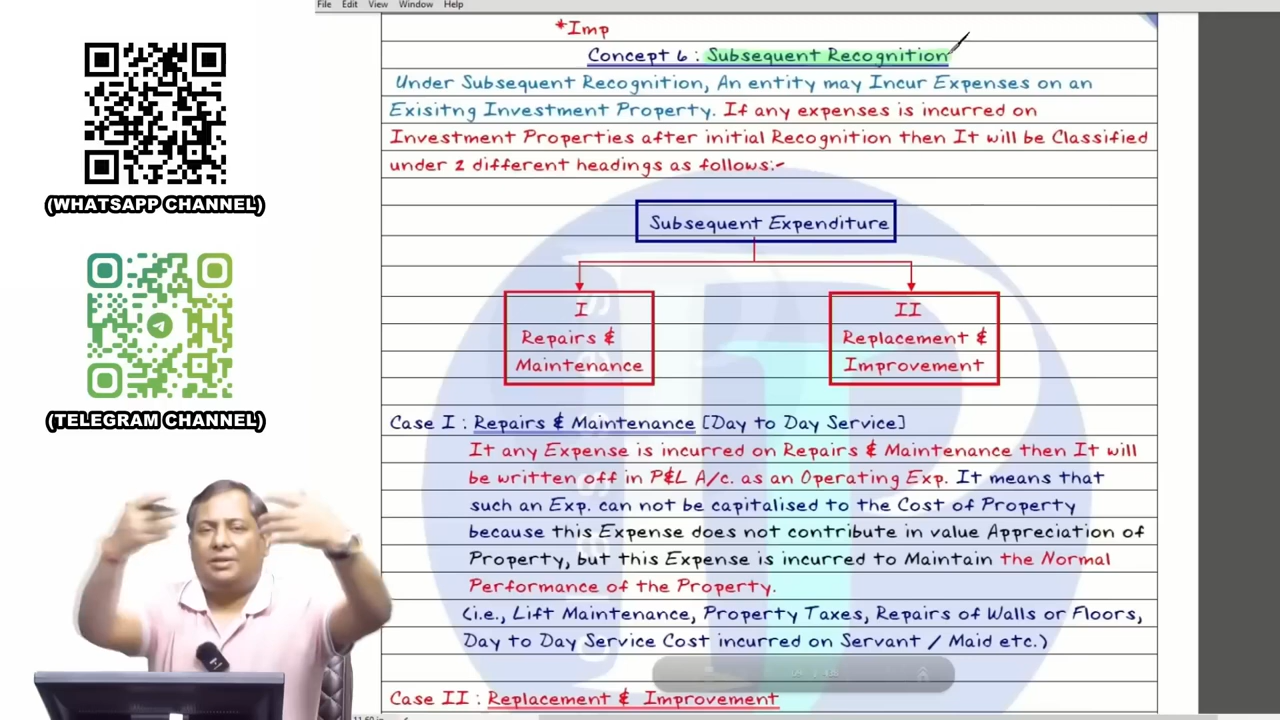 File Edit View Window Help
*Imp
Concept 6 : Subsequent Recognition
Under Subsequent Recognition, An entity may Incur Expenses on an
Exisitng Investment Property. If any expenses is incurred on
Investment Properties after initial Recognition then It will be Classified
under 2 different headings as follows:-
Subsequent Expenditure
I
Repairs &
Maintenance
II
Replacement &
Improvement
Case I : Repairs & Maintenance [Day to Day Service]
It any Expense is incurred on Repairs & Maintenance then It will
be written off in P&L A/c. as an Operating Exp. It means that
such an Exp. can not be capitalised to the Cost of Property
because this Expense does not contribute in value Appreciation of
Property, but this Expense is incurred to Maintain the Normal
Performance of the Property.
(i.e., Lift Maintenance, Property Taxes, Repairs of Walls or Floors,
Day to Day Service Cost incurred on Servant / Maid etc.)
Case II : Replacement & Improvement
(WHATSAPP CHANNEL)
(TELEGRAM CHANNEL)